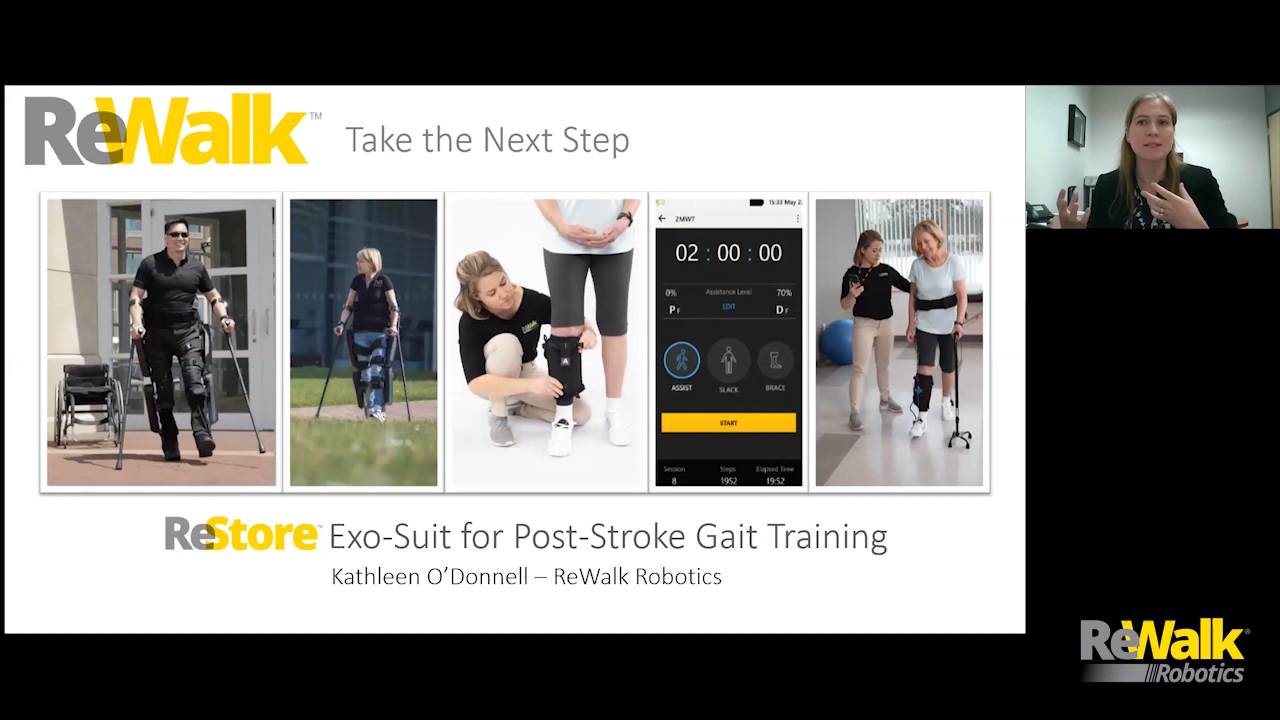 ReWalk™ Take the Next Step
15:33 May 2
2MWT
02 : 00 : 00
0% Assistance Level 70%
PF EDIT DF
ASSIST SLACK BRACE
START
Session Steps Elapsed Time
8 1952 19:52
A
ReStore™ Exo-Suit for Post-Stroke Gait Training
Kathleen O'Donnell – ReWalk Robotics
ReWalk®
Robotics